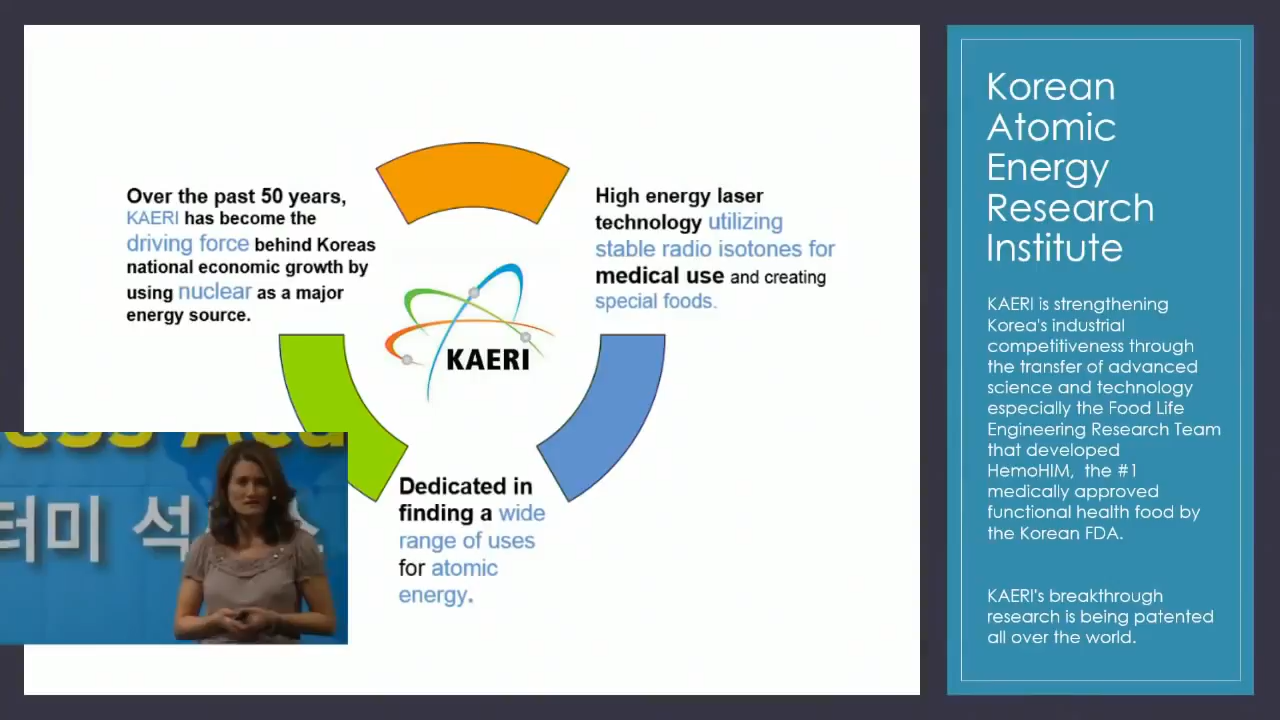 Over the past 50 years,
KAERI has become the
driving force behind Koreas
national economic growth by
using nuclear as a major
energy source.
High energy laser
technology utilizing
stable radio isotones for
medical use and creating
special foods.
KAERI
Dedicated in
finding a wide
range of uses
for atomic
energy.
터미 석
Korean
Atomic
Energy
Research
Institute
KAERI is strengthening
Korea's industrial
competitiveness through
the transfer of advanced
science and technology
especially the Food Life
Engineering Research Team
that developed
HemoHIM, the #1
medically approved
functional health food by
the Korean FDA.
KAERI's breakthrough
research is being patented
all over the world.